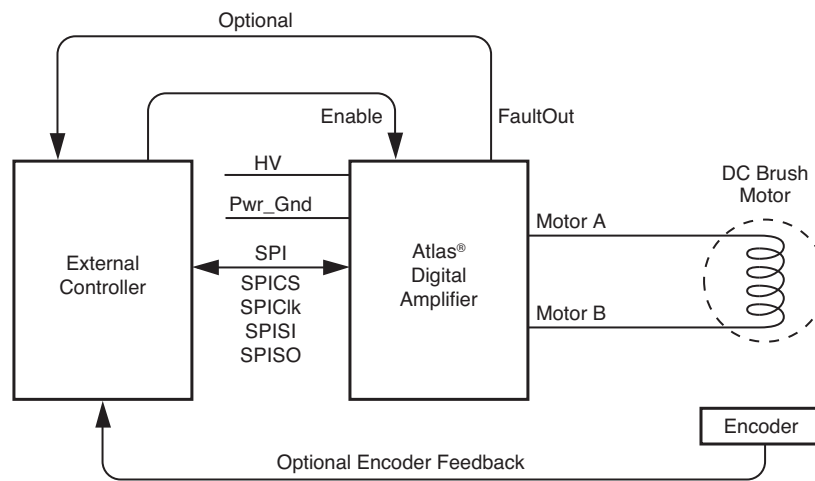 Optional
Enable
FaultOut
HV
DC Brush
Motor
Pwr_Gnd
Motor A
External
Controller
SPI
SPICS
SPIClk
SPISI
SPISO
Atlas®
Digital
Amplifier
Motor B
Encoder
Optional Encoder Feedback